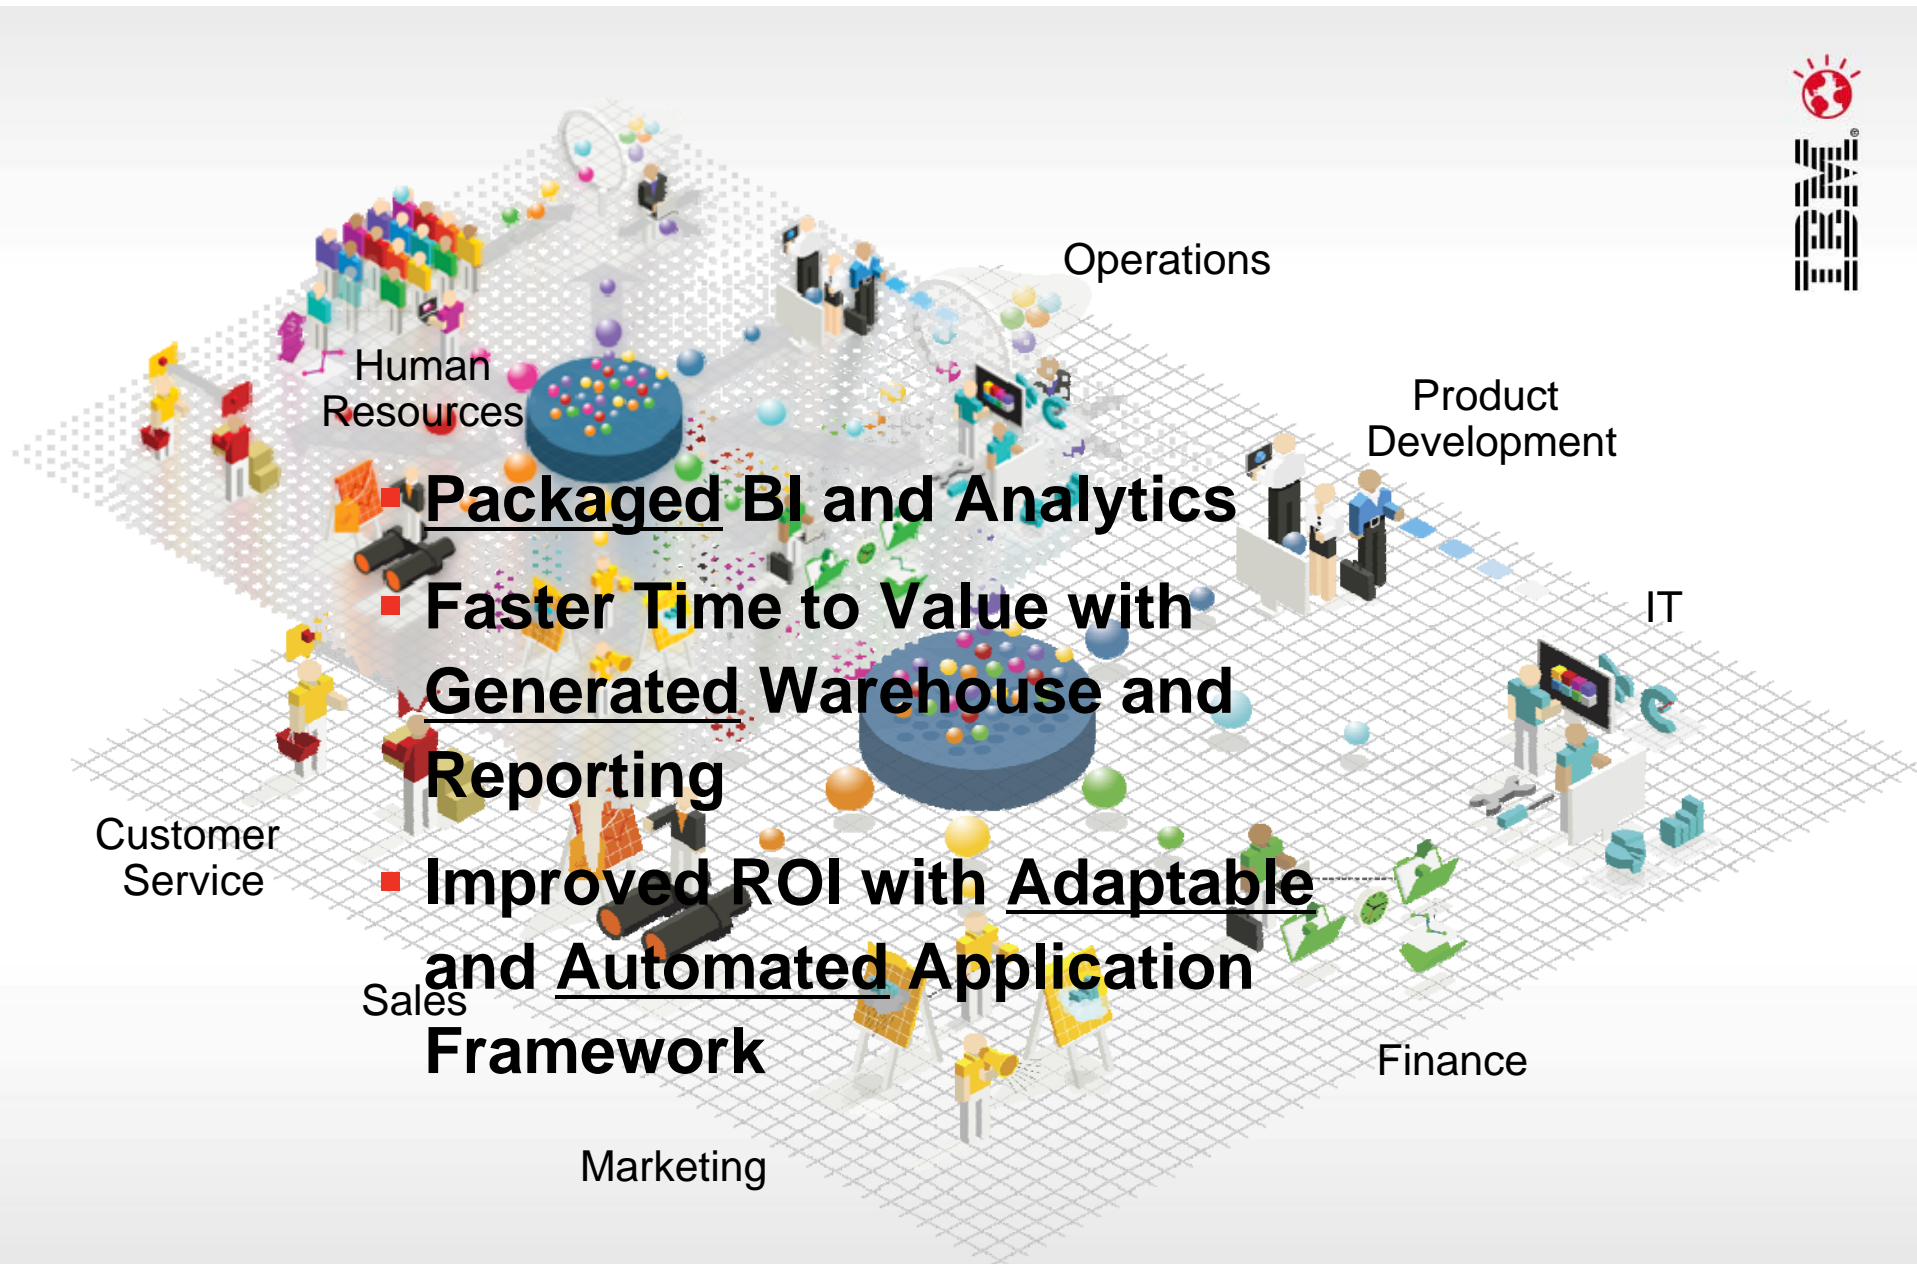 IBM®
Operations
Human
Resources
Product
Development
▪ Packaged BI and Analytics
▪ Faster Time to Value with
Generated Warehouse and
Reporting
IT
Customer
Service
▪ Improved ROI with Adaptable
and Automated Application
Framework
Sales
Finance
Marketing